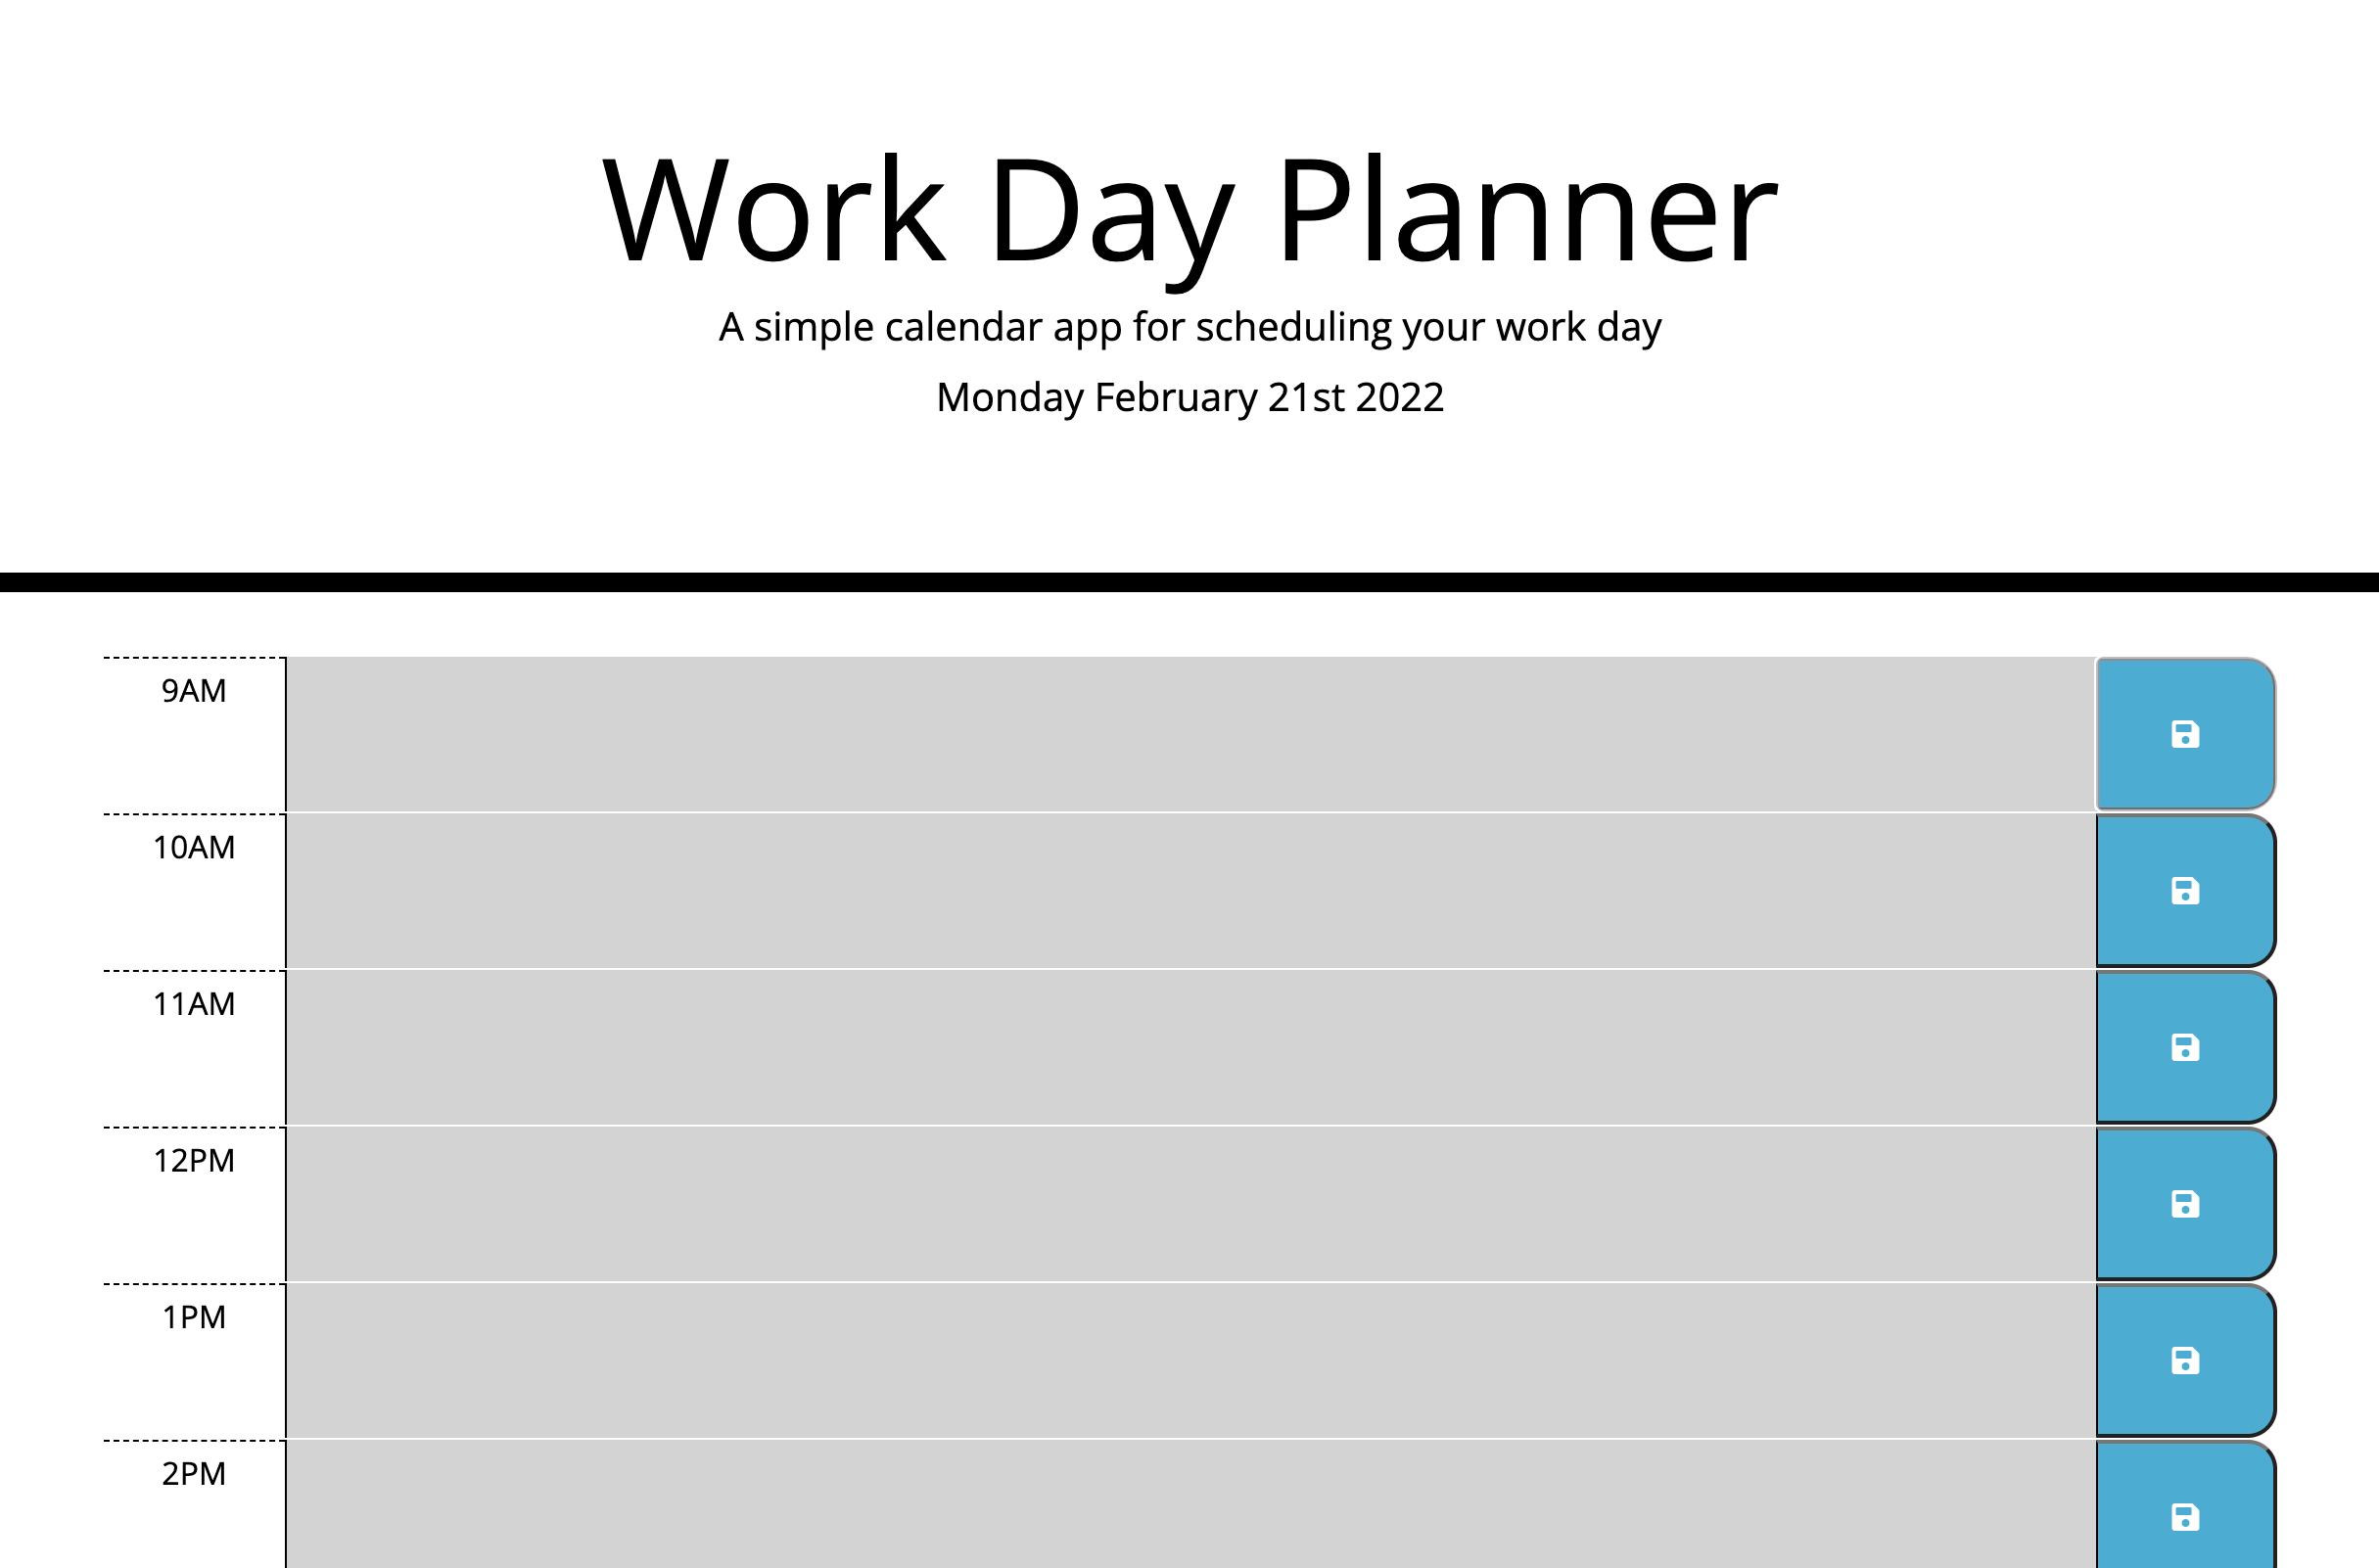 Work Day Planner
A simple calendar app for scheduling your work day
Monday February 21st 2022
9AM
10AM
11AM
12PM
1PM
2PM